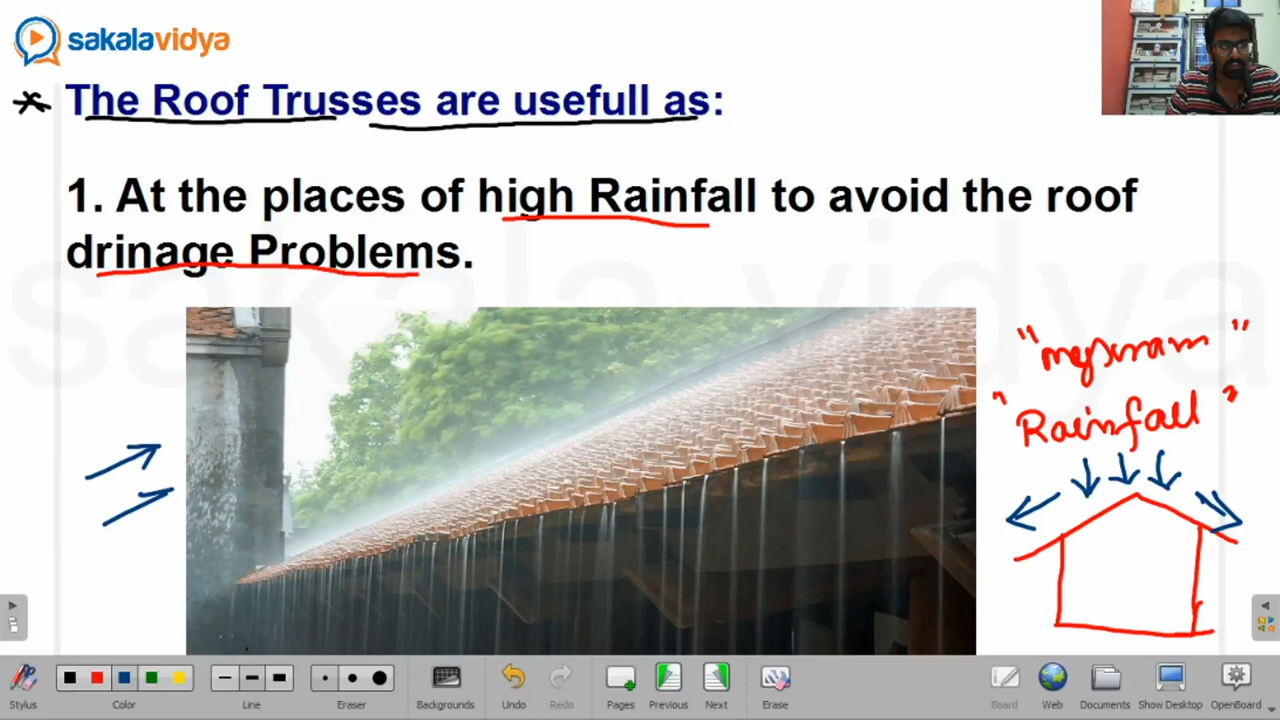 sakalavidya
The Roof Trusses are usefull as:
1. At the places of high Rainfall to avoid the roof
drinage Problems.
"
"
" Rainfall "
sakala vidya
Stylus
Color
Line
Eraser
Backgrounds
Undo
Redo
Pages
Previous
Next
Erase
Board
Web
Documents
Show Desktop
OpenBoard